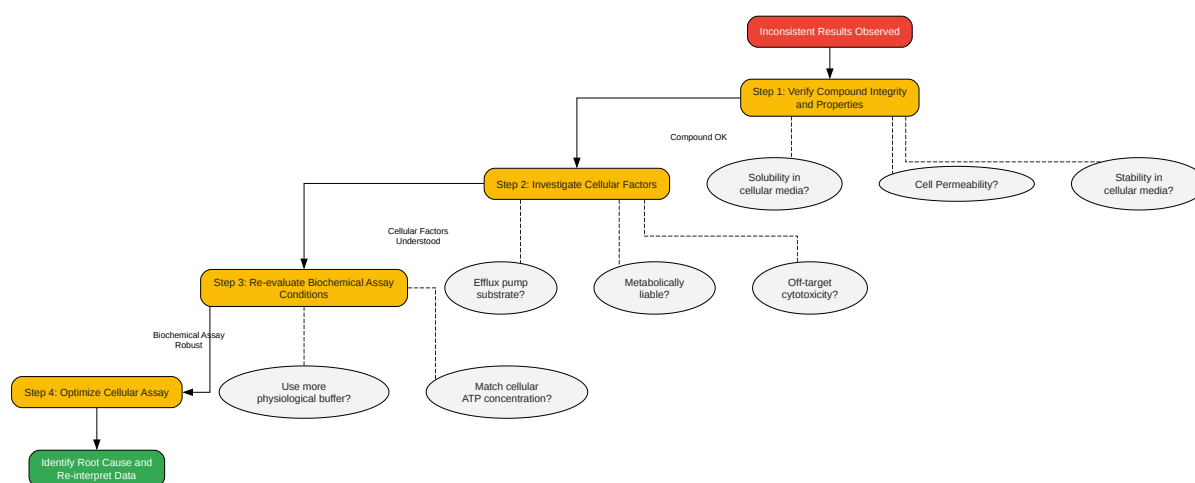 Inconsistent Results Observed
Step 1: Verify Compound Integrity
and Properties
Compound OK
Solubility in
cellular media?
Cell Permeability?
Stability in
cellular media?
Step 2: Investigate Cellular Factors
Cellular Factors
Understood
Efflux pump
substrate?
Metabolically
liable?
Off-target
cytotoxicity?
Step 3: Re-evaluate Biochemical Assay
Conditions
Biochemical Assay
Robust
Use more
physiological buffer?
Match cellular
ATP concentration?
Step 4: Optimize Cellular Assay
Identify Root Cause and
Re-interpret Data